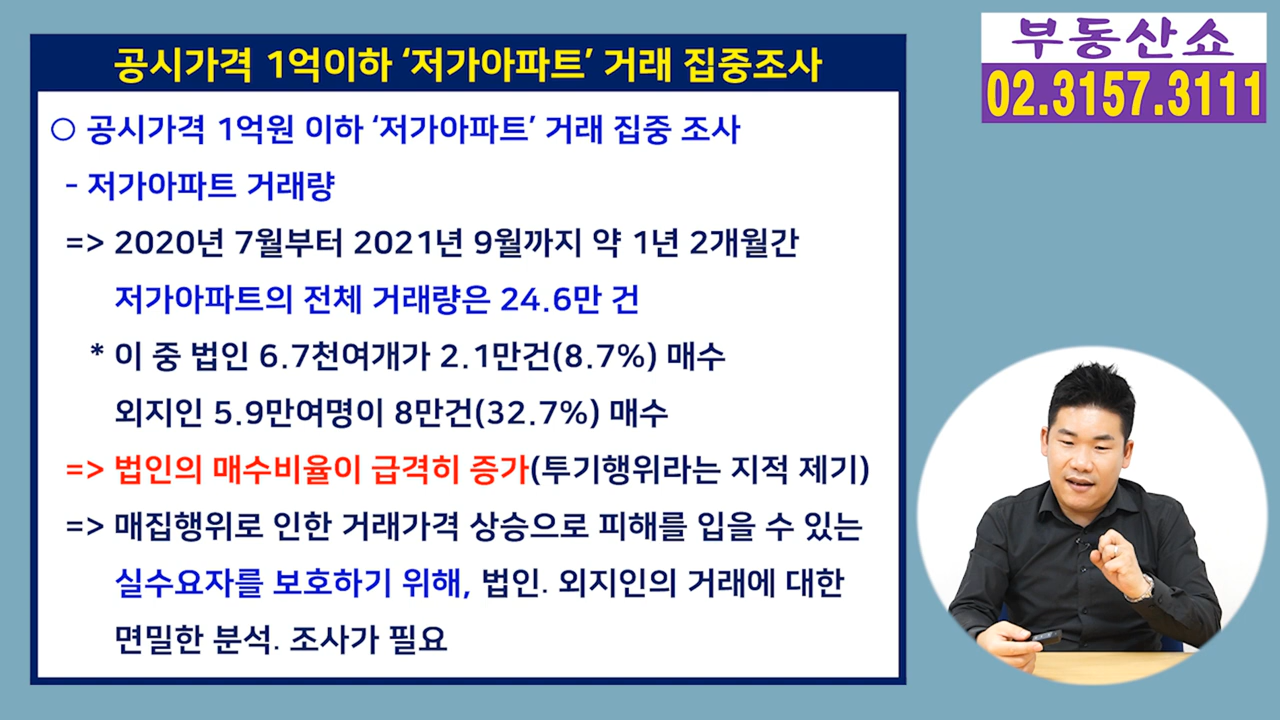 공시가격 1억이하 ‘저가아파트’ 거래 집중조사
부동산쇼
02.3157.3111
○ 공시가격 1억원 이하 ‘저가아파트’ 거래 집중 조사
- 저가아파트 거래량
=> 2020년 7월부터 2021년 9월까지 약 1년 2개월간
저가아파트의 전체 거래량은 24.6만 건
* 이 중 법인 6.7천여개가 2.1만건(8.7%) 매수
외지인 5.9만여명이 8만건(32.7%) 매수
=> 법인의 매수비율이 급격히 증가(투기행위라는 지적 제기)
=> 매집행위로 인한 거래가격 상승으로 피해를 입을 수 있는
실수요자를 보호하기 위해, 법인. 외지인의 거래에 대한
면밀한 분석. 조사가 필요